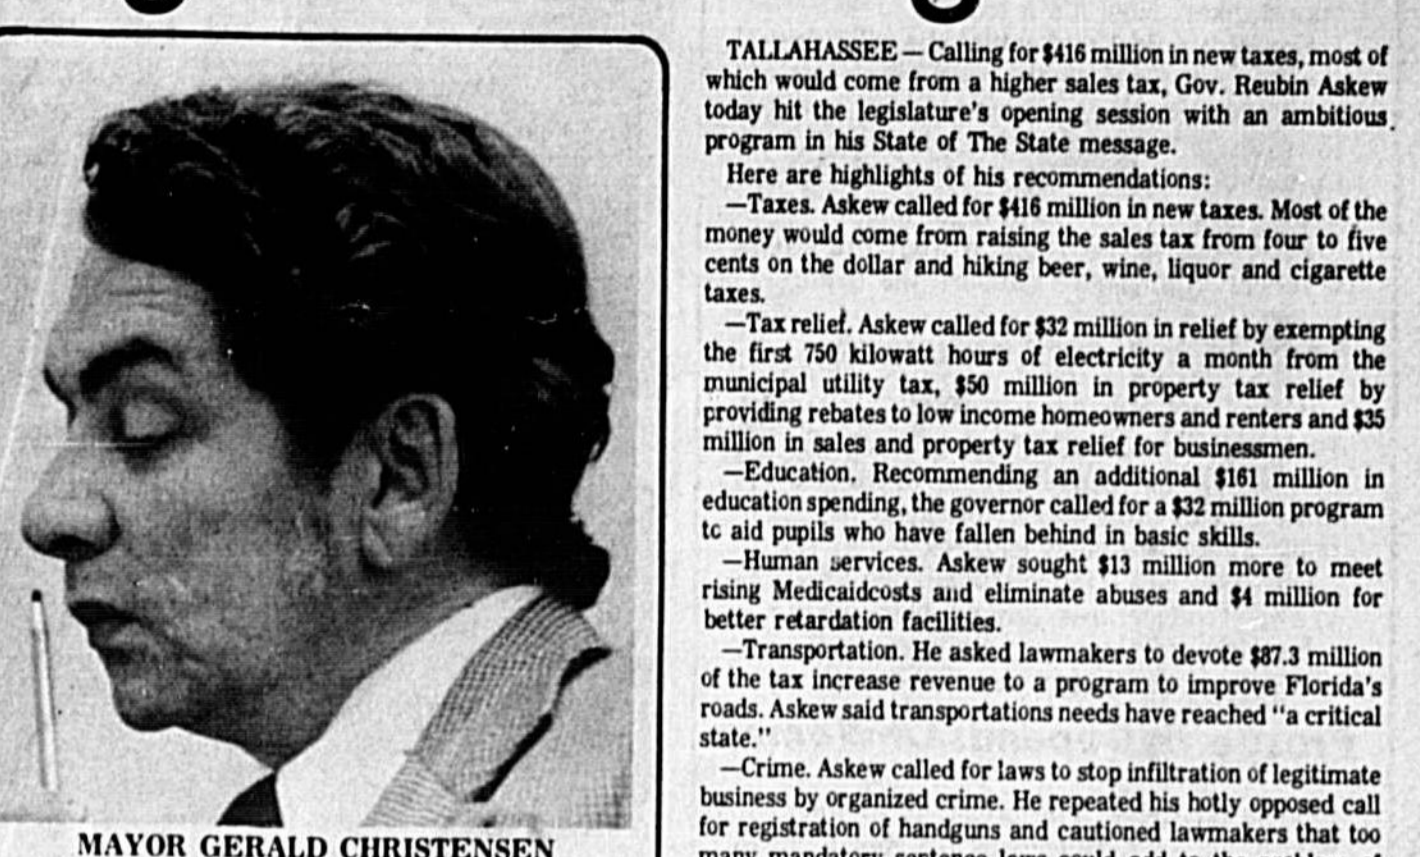 MAYOR GERALD CHRISTENSEN
TALLAHASSEE — Calling for $416 million in new taxes, most of
which would come from a higher sales tax, Gov. Reubin Askew
today hit the legislature's opening session with an ambitious
program in his State of The State message.
Here are highlights of his recommendations:
—Taxes. Askew called for $416 million in new taxes. Most of the
money would come from raising the sales tax from four to five
cents on the dollar and hiking beer, wine, liquor and cigarette
taxes.
—Tax relief. Askew called for $32 million in relief by exempting
the first 750 kilowatt hours of electricity a month from the
municipal utility tax, $50 million in property tax relief by
providing rebates to low income homeowners and renters and $35
million in sales and property tax relief for businessmen.
—Education. Recommending an additional $161 million in
education spending, the governor called for a $32 million program
tc aid pupils who have fallen behind in basic skills.
—Human services. Askew sought $13 million more to meet
rising Medicaidcosts and eliminate abuses and $4 million for
better retardation facilities.
—Transportation. He asked lawmakers to devote $87.3 million
of the tax increase revenue to a program to improve Florida's
roads. Askew said transportations needs have reached "a critical
state."
—Crime. Askew called for laws to stop infiltration of legitimate
business by organized crime. He repeated his hotly opposed call
for registration of handguns and cautioned lawmakers that too
many mandatory sentence laws could add to the